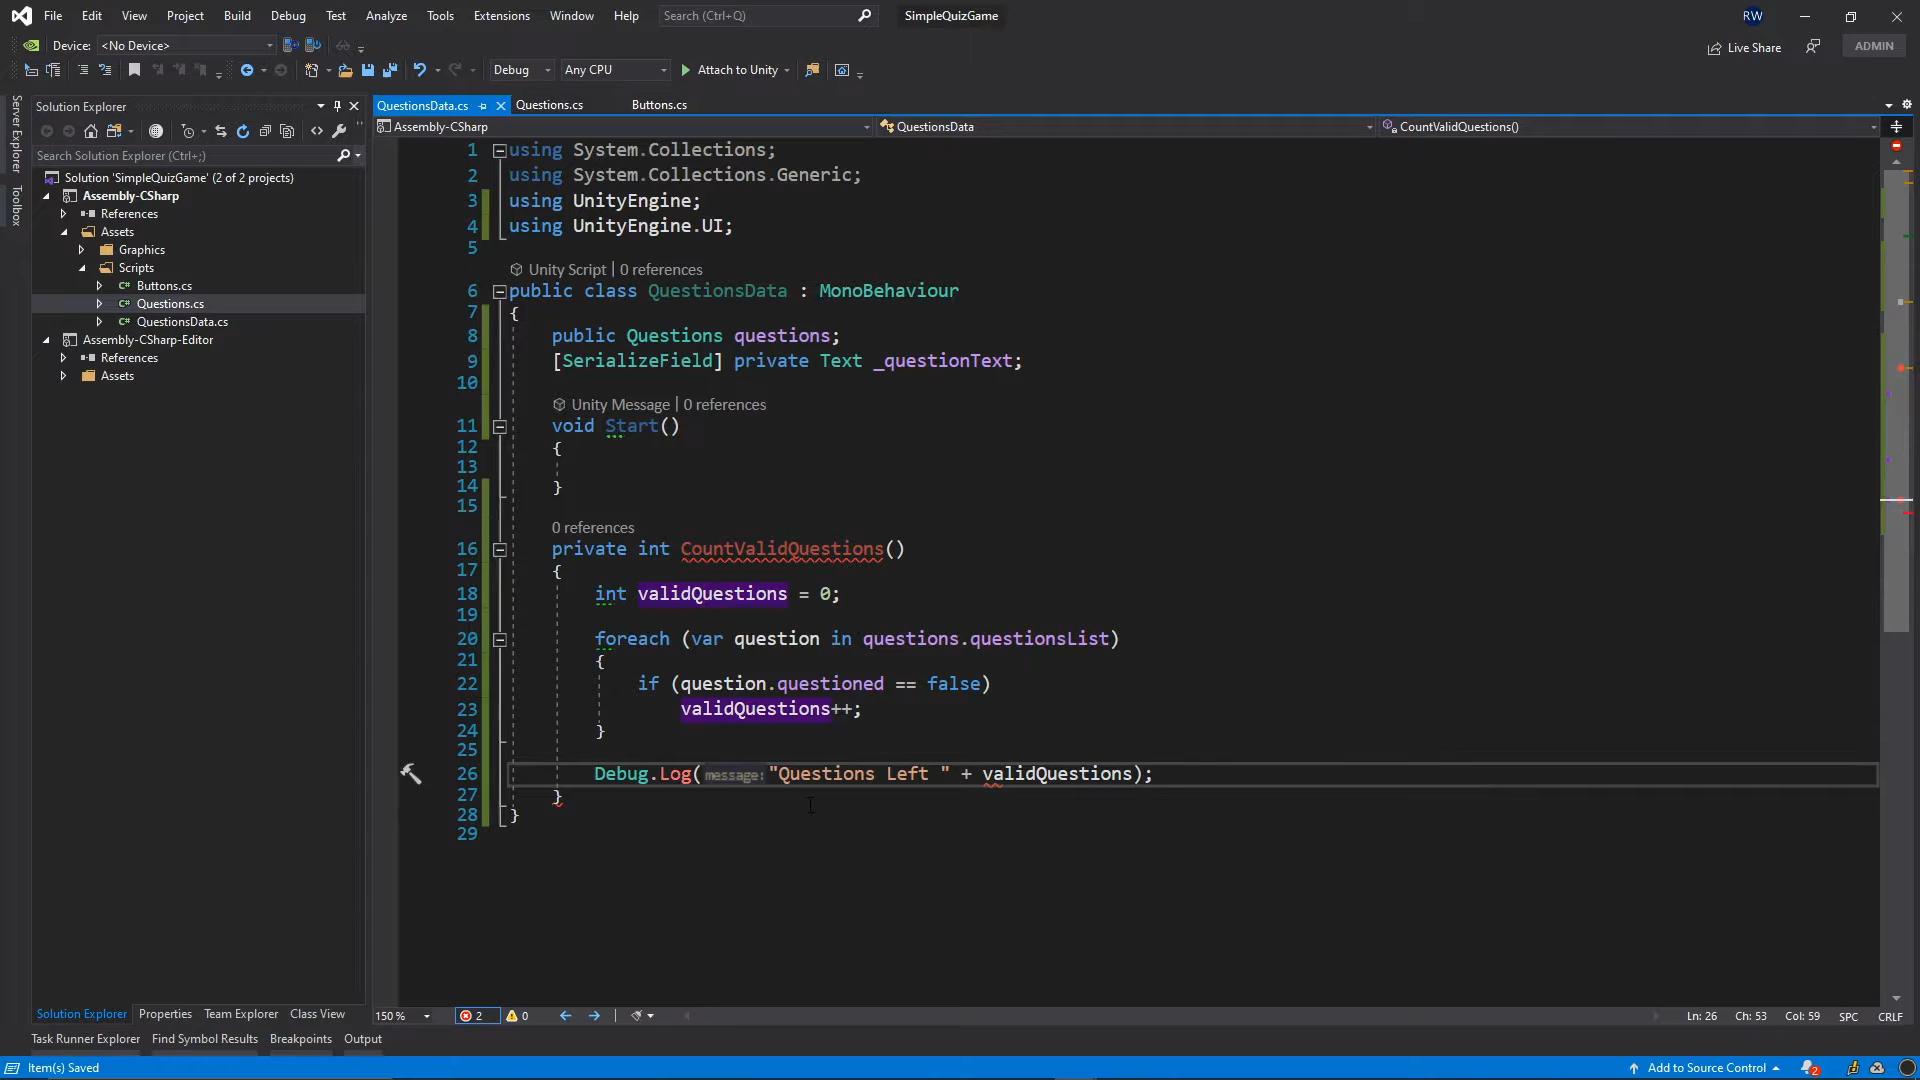 File Edit View Project Build Debug Test Analyze Tools Extensions Window Help Search (Ctrl+Q) SimpleQuizGame RW
Device: <No Device> Live Share ADMIN
Debug Any CPU Attach to Unity
Server Explorer
Toolbox
Solution Explorer
Search Solution Explorer (Ctrl+;)
Solution 'SimpleQuizGame' (2 of 2 projects)
Assembly-CSharp
References
Assets
Graphics
Scripts
Buttons.cs
Questions.cs
QuestionsData.cs
Assembly-CSharp-Editor
References
Assets
QuestionsData.cs Questions.cs Buttons.cs
Assembly-CSharp QuestionsData CountValidQuestions()
1 using System.Collections;
2 using System.Collections.Generic;
3 using UnityEngine;
4 using UnityEngine.UI;
5
Unity Script | 0 references
6 public class QuestionsData : MonoBehaviour
7 {
8 public Questions questions;
9 [SerializeField] private Text _questionText;
10
Unity Message | 0 references
11 void Start()
12 {
13
14 }
15
0 references
16 private int CountValidQuestions()
17 {
18 int validQuestions = 0;
19
20 foreach (var question in questions.questionsList)
21 {
22 if (question.questioned == false)
23 validQuestions++;
24 }
25
26 Debug.Log(message: "Questions Left " + validQuestions);
27 }
28 }
29
Solution Explorer Properties Team Explorer Class View
150 % 2 0 Ln: 26 Ch: 53 Col: 59 SPC CRLF
Task Runner Explorer Find Symbol Results Breakpoints Output
Item(s) Saved Add to Source Control 2